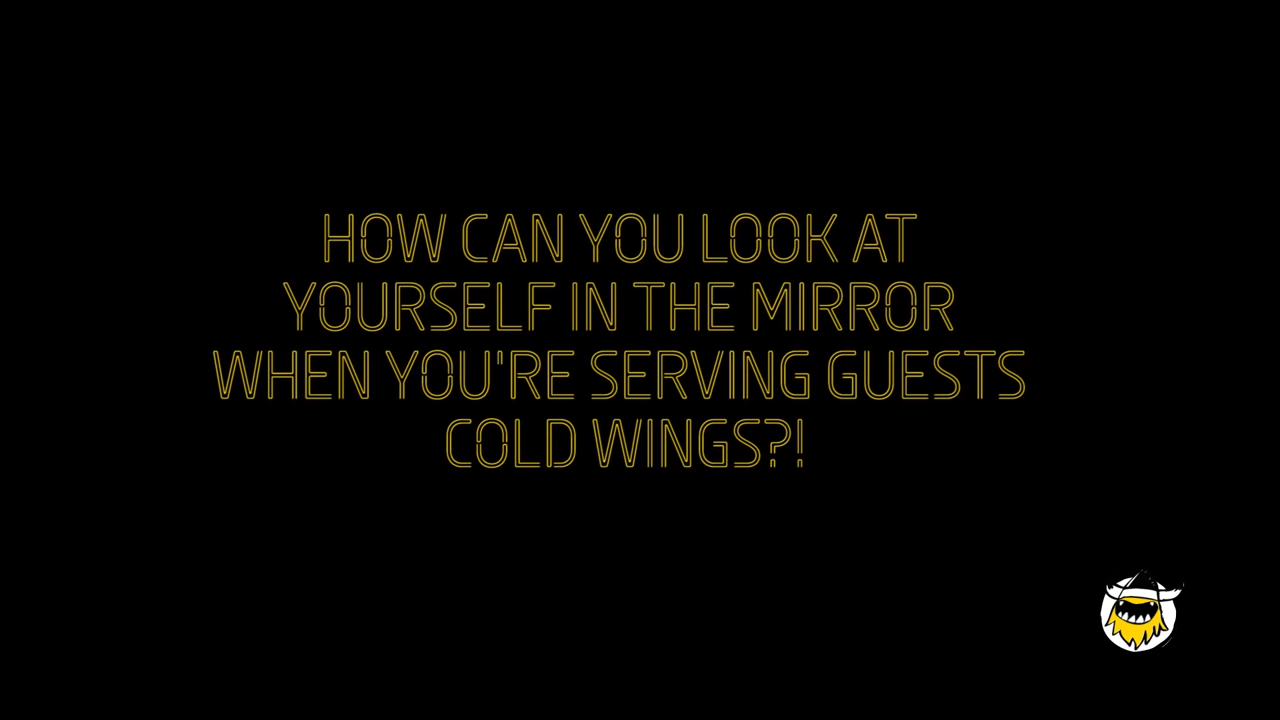 HOW CAN YOU LOOK AT
YOURSELF IN THE MIRROR
WHEN YOU'RE SERVING GUESTS
COLD WINGS?!